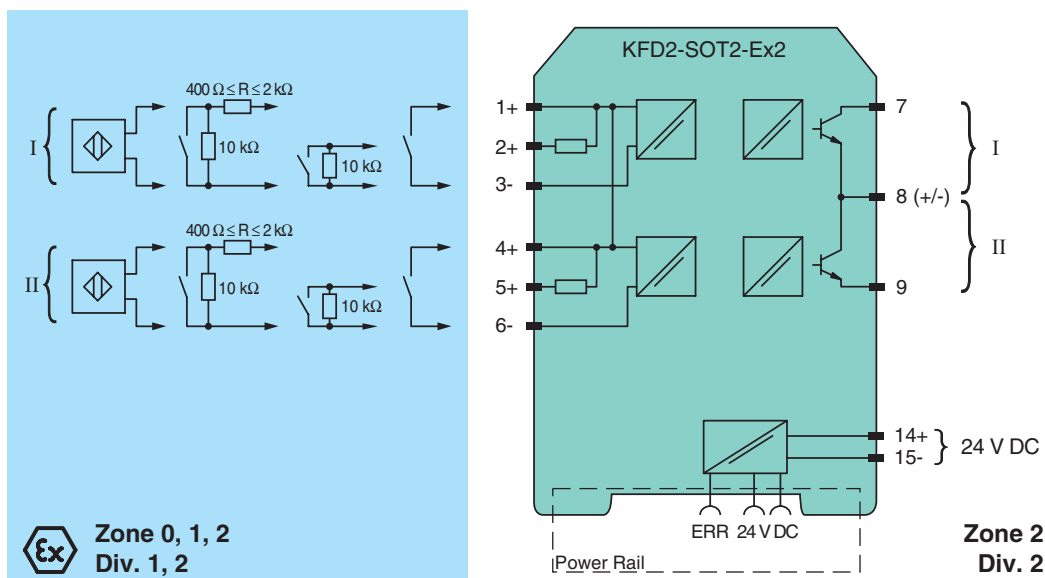 KFD2-SOT2-Ex2
400 Ω ≤ R ≤ 2 kΩ
I
10 kΩ
10 kΩ
400 Ω ≤ R ≤ 2 kΩ
II
10 kΩ
10 kΩ
1+
2+
3-
4+
5+
6-
7
I
8 (+/-)
II
9
14+
15-
24 V DC
ERR 24 V DC
Power Rail
Ex
Zone 0, 1, 2
Div. 1, 2
Zone 2
Div. 2